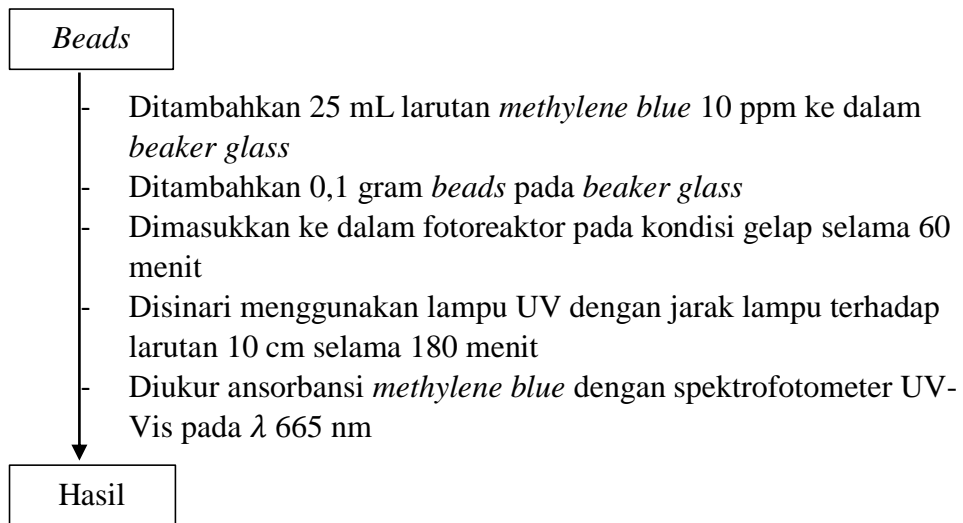 Beads
- Ditambahkan 25 mL larutan methylene blue 10 ppm ke dalam
beaker glass
- Ditambahkan 0,1 gram beads pada beaker glass
- Dimasukkan ke dalam fotoreaktor pada kondisi gelap selama 60
menit
- Disinari menggunakan lampu UV dengan jarak lampu terhadap
larutan 10 cm selama 180 menit
- Diukur ansorbansi methylene blue dengan spektrofotometer UV-
Vis pada λ 665 nm
Hasil